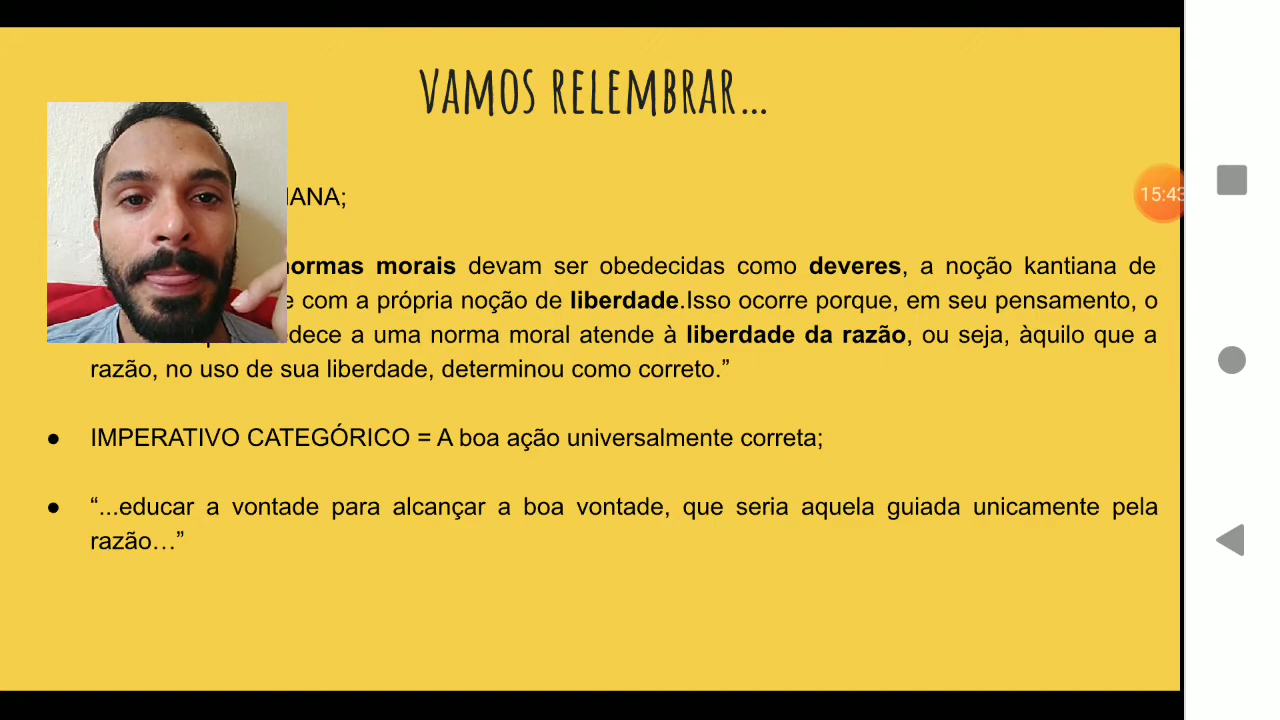 VAMOS RELEMBRAR...
IANA;
normas morais devam ser obedecidas como deveres, a noção kantiana de
e com a própria noção de liberdade.Isso ocorre porque, em seu pensamento, o
dece a uma norma moral atende à liberdade da razão, ou seja, àquilo que a
razão, no uso de sua liberdade, determinou como correto.”
● IMPERATIVO CATEGÓRICO = A boa ação universalmente correta;
● “...educar a vontade para alcançar a boa vontade, que seria aquela guiada unicamente pela
razão…”
15:43